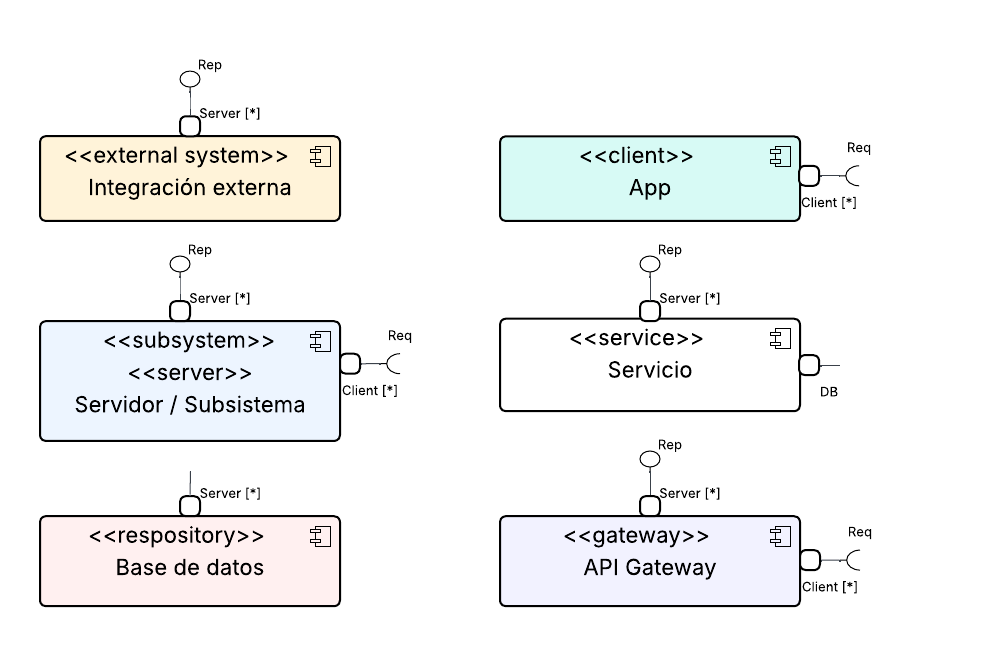 Rep
Server [*]
<<external system>>
Integración externa
<<client>>
App
Req
Client [*]
Rep
Server [*]
<<subsystem>>
<<server>>
Servidor / Subsistema
Req
Client [*]
Rep
Server [*]
<<service>>
Servicio
DB
Server [*]
<<respository>>
Base de datos
Rep
Server [*]
<<gateway>>
API Gateway
Req
Client [*]